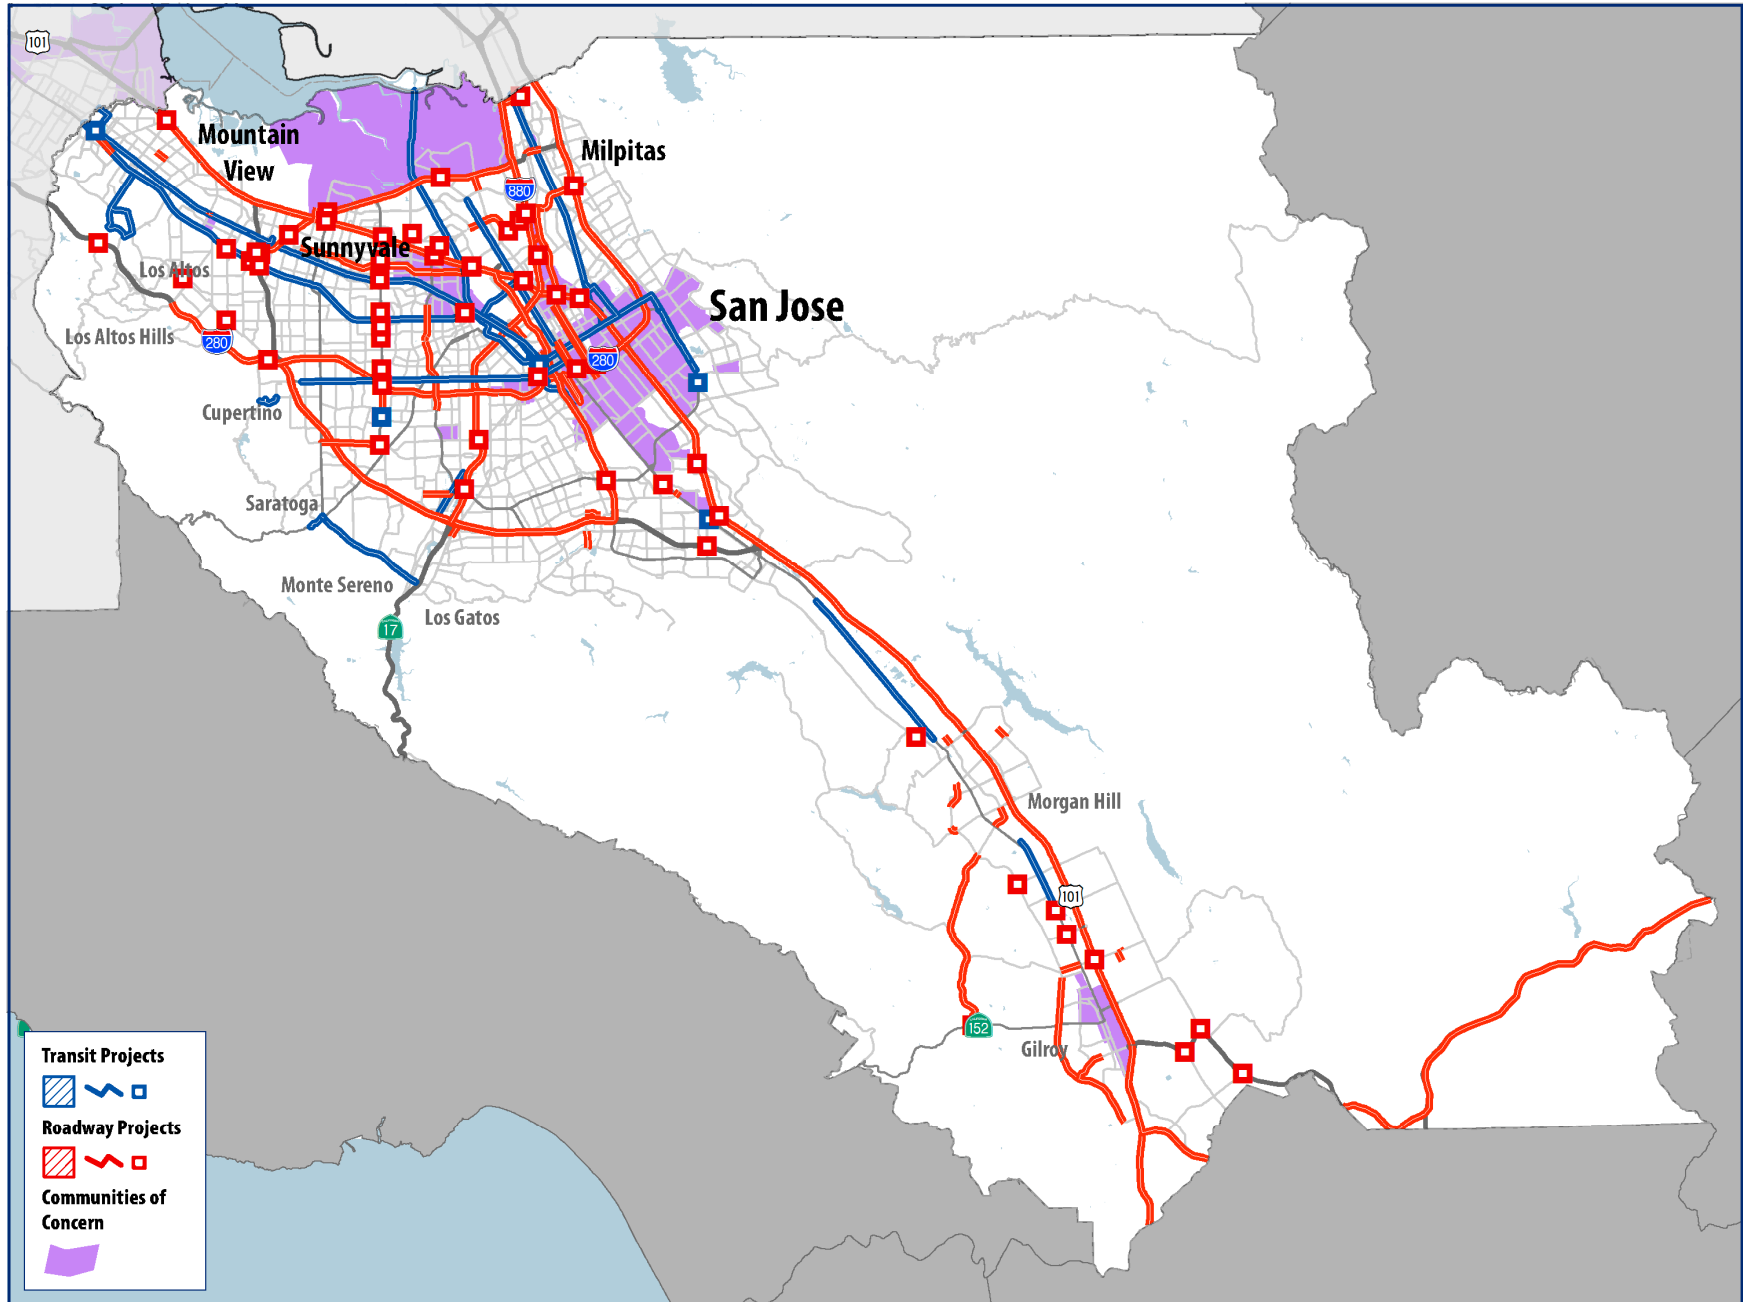 101
Mountain
View
Milpitas
880
Sunnyvale
Los Altos
San Jose
Los Altos Hills
280
280
Cupertino
Saratoga
Monte Sereno
Los Gatos
17
Morgan Hill
101
152
Gilroy
Transit Projects
Roadway Projects
Communities of
Concern